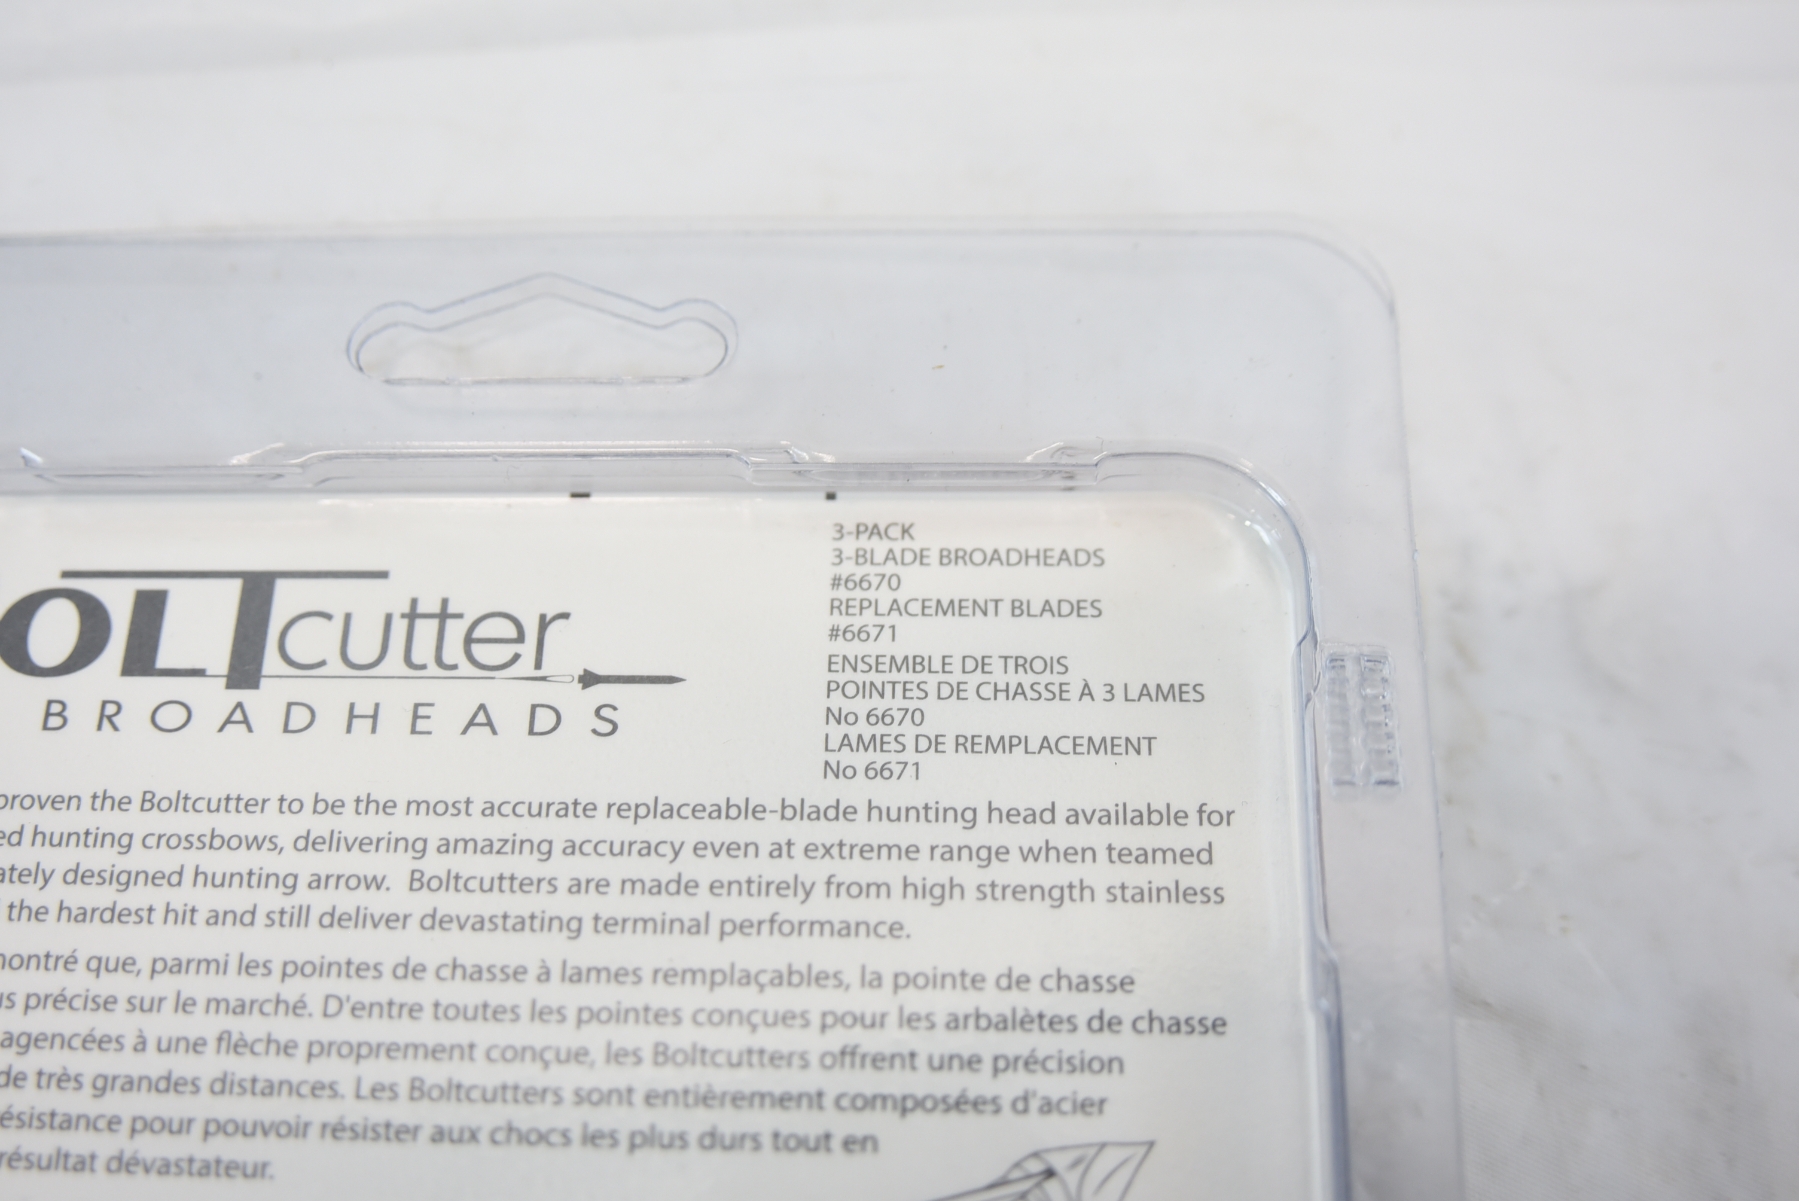 OLTcutter
BROADHEADS
3-PACK
3-BLADE BROADHEADS
#6670
REPLACEMENT BLADES
#6671
ENSEMBLE DE TROIS
POINTES DE CHASSE À 3 LAMES
No 6670
LAMES DE REMPLACEMENT
No 6671
proven the Boltcutter to be the most accurate replaceable-blade hunting head available for
ed hunting crossbows, delivering amazing accuracy even at extreme range when teamed
ately designed hunting arrow. Boltcutters are made entirely from high strength stainless
the hardest hit and still deliver devastating terminal performance.
ontré que, parmi les pointes de chasse à lames remplaçables, la pointe de chasse
us précise sur le marché. D'entre toutes les pointes conçues pour les arbalètes de chasse
agencées à une flèche proprement conçue, les Boltcutters offrent une précision
de très grandes distances. Les Boltcutters sont entièrement composées d'acier
ésistance pour pouvoir résister aux chocs les plus durs tout en
résultat dévastateur.